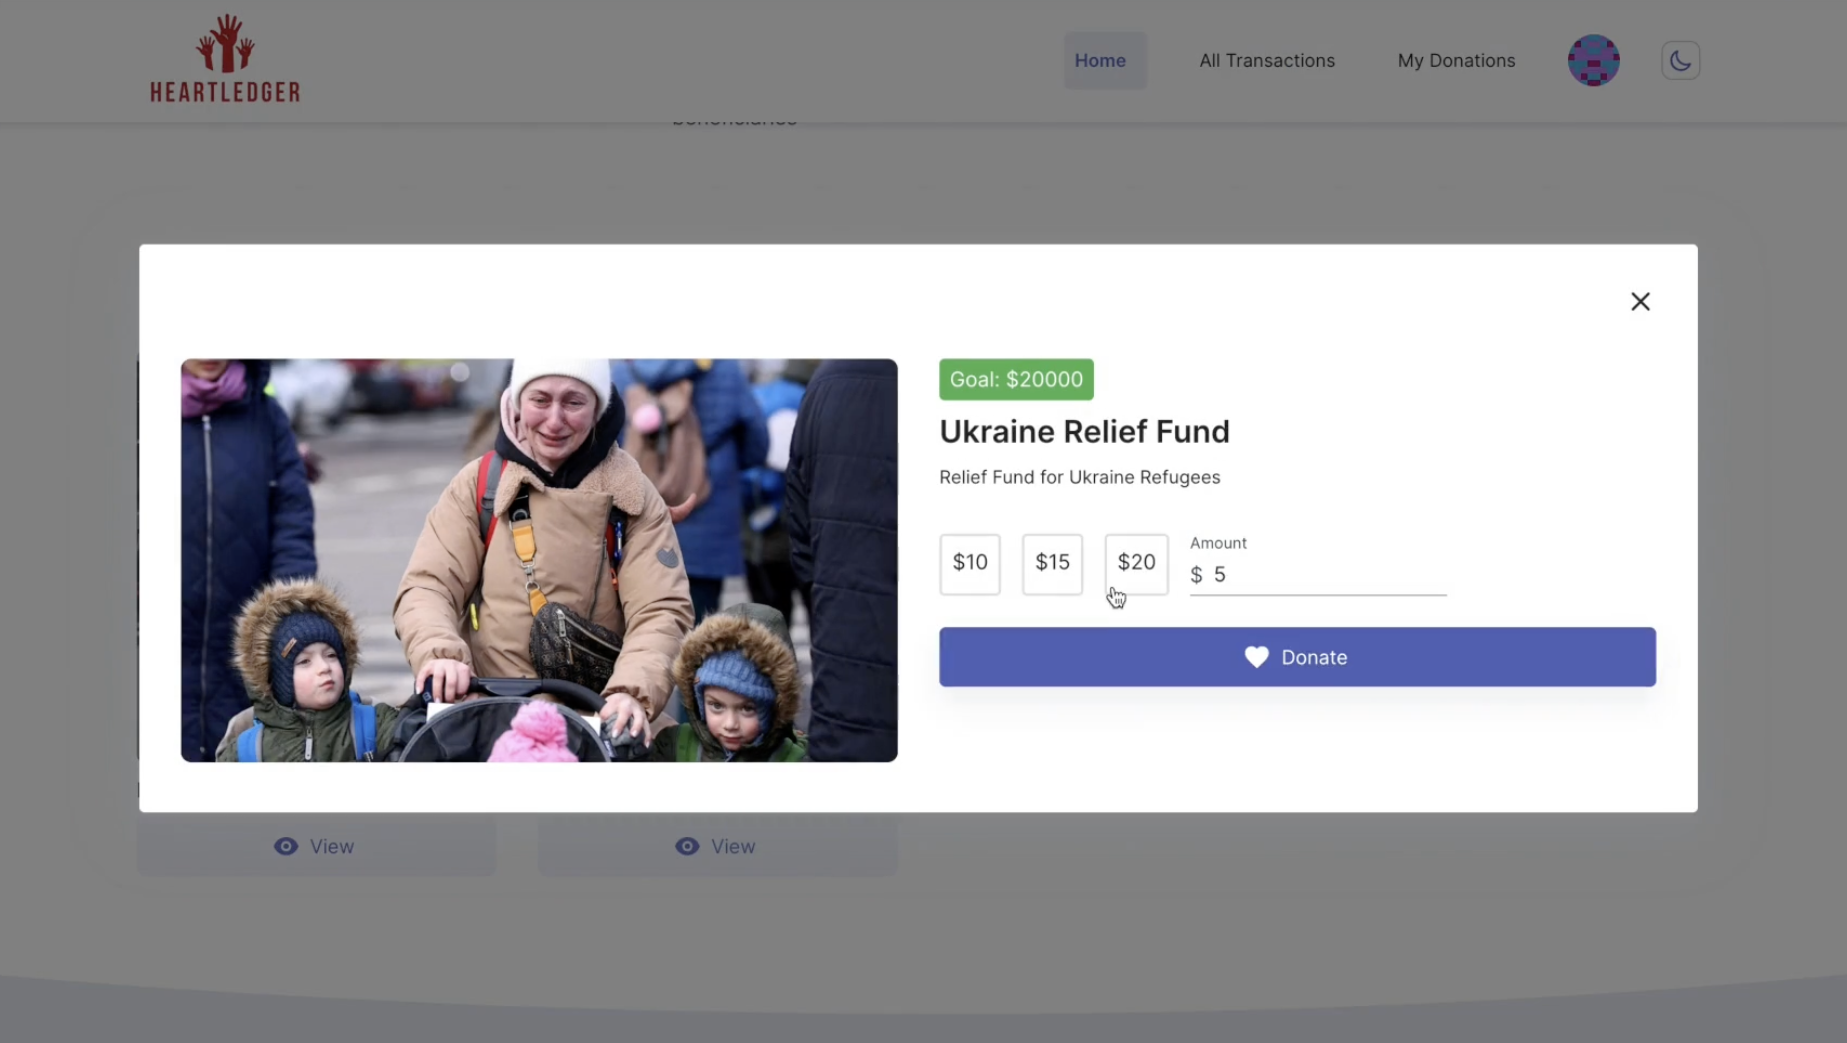 HEARTLEDGER
Home
All Transactions
My Donations
Goal: $20000
Ukraine Relief Fund
Relief Fund for Ukraine Refugees
$10
$15
$20
Amount
$ 5
Donate
View
View